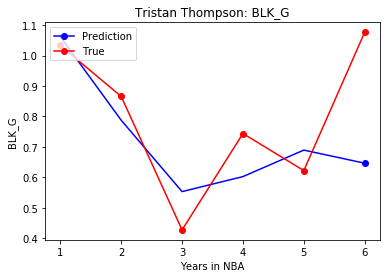 Tristan Thompson: BLK_G
Prediction
True
1.1
1.0
0.9
0.8
0.7
0.6
0.5
0.4
BLK_G
1 2 3 4 5 6
Years in NBA